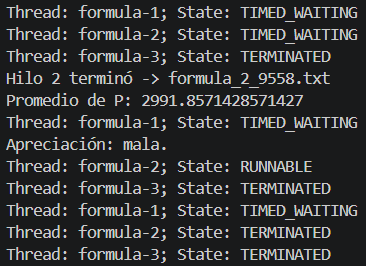 Thread: formula-1; State: TIMED_WAITING
Thread: formula-2; State: TIMED_WAITING
Thread: formula-3; State: TERMINATED
Hilo 2 terminó -> formula_2_9558.txt
Promedio de P: 2991.8571428571427
Thread: formula-1; State: TIMED_WAITING
Apreciación: mala.
Thread: formula-2; State: RUNNABLE
Thread: formula-3; State: TERMINATED
Thread: formula-1; State: TIMED_WAITING
Thread: formula-2; State: TERMINATED
Thread: formula-3; State: TERMINATED